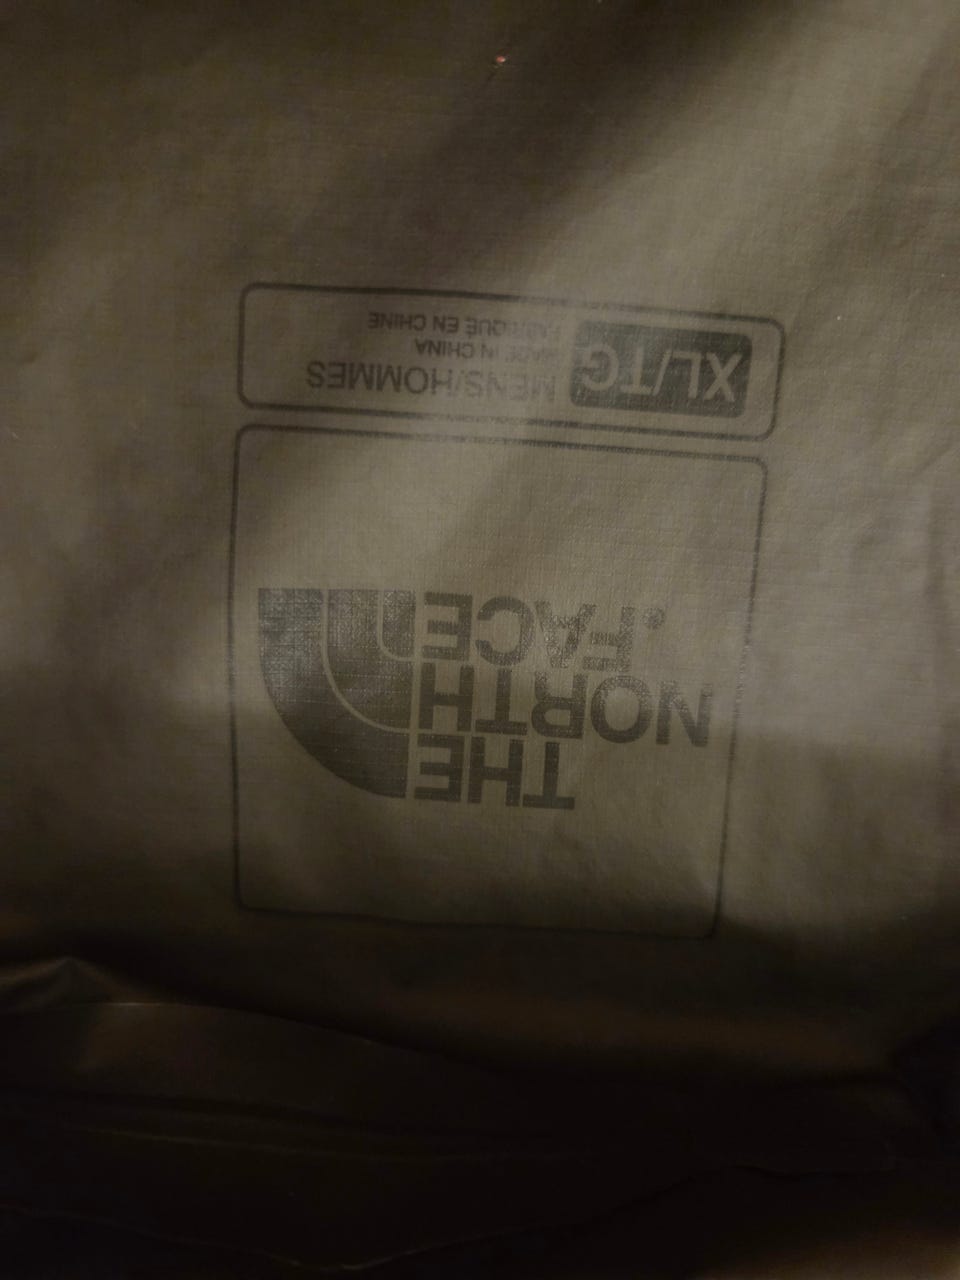 THE
NORTH
FACE.
XL/TG
MENS/HOMMES
MADE IN CHINA
FABRIQUÉ EN CHINE